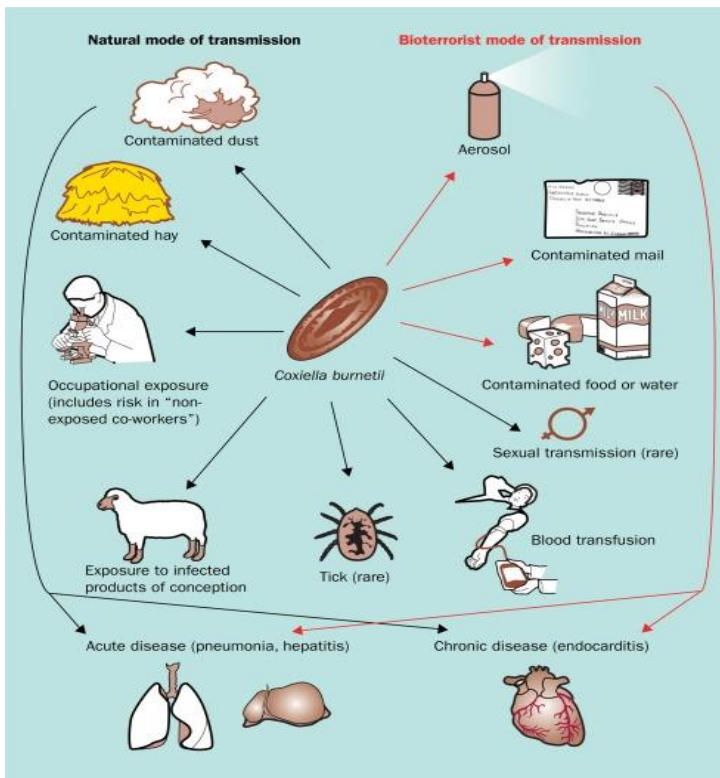 Natural mode of transmission
Bioterrorist mode of transmission
Contaminated dust
Aerosol
Contaminated hay
Contaminated mail
MILK
MILK
Contaminated food or water
Coxiella burnetii
Occupational exposure
(includes risk in “non-
exposed co-workers”)
Sexual transmission (rare)
Blood transfusion
Exposure to infected
products of conception
Tick (rare)
Acute disease (pneumonia, hepatitis)
Chronic disease (endocarditis)